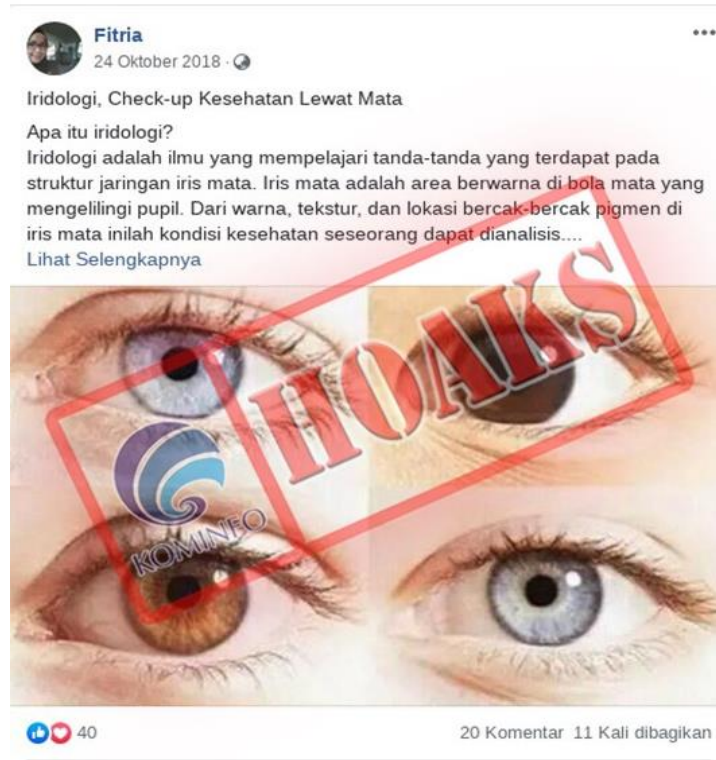 Fitria
24 Oktober 2018 ·
Iridologi, Check-up Kesehatan Lewat Mata
Apa itu iridologi?
Iridologi adalah ilmu yang mempelajari tanda-tanda yang terdapat pada
struktur jaringan iris mata. Iris mata adalah area berwarna di bola mata yang
mengelilingi pupil. Dari warna, tekstur, dan lokasi bercak-bercak pigmen di
iris mata inilah kondisi kesehatan seseorang dapat dianalisis....
Lihat Selengkapnya
HOAKS
KOMINFO
40
20 Komentar 11 Kali dibagikan